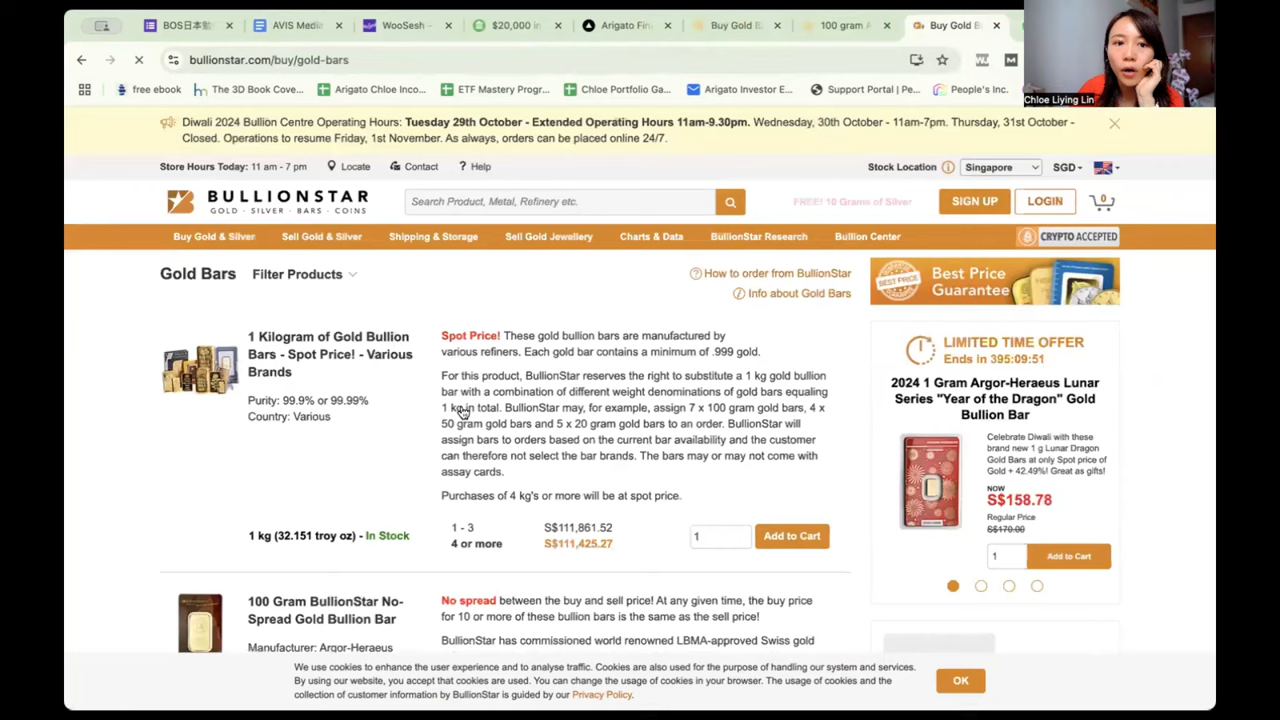 BOS日本勤
AVIS Media
WooSesh -
$20,000 in
Arigato Fin
Buy Gold B
100 gram A
Buy Gold B
bullionstar.com/buy/gold-bars
free ebook
The 3D Book Cove...
Arigato Chloe Inco...
ETF Mastery Progr...
Chloe Portfolio Ga...
Arigato Investor E...
Support Portal | Pe...
People's Inc.
Chloe Liying Lin
Diwali 2024 Bullion Centre Operating Hours: Tuesday 29th October - Extended Operating Hours 11am-9.30pm. Wednesday, 30th October - 11am-7pm. Thursday, 31st October -
Closed. Operations to resume Friday, 1st November. As always, orders can be placed online 24/7.
Store Hours Today: 11 am - 7 pm
Locate
Contact
? Help
Stock Location
Singapore
SGD
BULLIONSTAR
GOLD · SILVER · BARS · COINS
Search Product, Metal, Refinery etc.
FREE! 10 Grams of Silver
SIGN UP
LOGIN
0
Buy Gold & Silver
Sell Gold & Silver
Shipping & Storage
Sell Gold Jewellery
Charts & Data
BullionStar Research
Bullion Center
CRYPTO ACCEPTED
Gold Bars
Filter Products
How to order from BullionStar
Info about Gold Bars
BEST PRICE
Best Price
Guarantee
1 Kilogram of Gold Bullion
Bars - Spot Price! - Various
Brands
Purity: 99.9% or 99.99%
Country: Various
Spot Price! These gold bullion bars are manufactured by
various refiners. Each gold bar contains a minimum of .999 gold.
For this product, BullionStar reserves the right to substitute a 1 kg gold bullion
bar with a combination of different weight denominations of gold bars equaling
1 kg in total. BullionStar may, for example, assign 7 x 100 gram gold bars, 4 x
50 gram gold bars and 5 x 20 gram gold bars to an order. BullionStar will
assign bars to orders based on the current bar availability and the customer
can therefore not select the bar brands. The bars may or may not come with
assay cards.
Purchases of 4 kg's or more will be at spot price.
1 kg (32.151 troy oz) - In Stock
1 - 3 S$111,861.52
4 or more S$111,425.27
1
Add to Cart
LIMITED TIME OFFER
Ends in 395:09:51
2024 1 Gram Argor-Heraeus Lunar
Series "Year of the Dragon" Gold
Bullion Bar
Celebrate Diwali with these
brand new 1 g Lunar Dragon
Gold Bars at only Spot price of
Gold + 42.49%! Great as gifts!
NOW
S$158.78
Regular Price
S$170.00
1
Add to Cart
100 Gram BullionStar No-
Spread Gold Bullion Bar
Manufacturer: Argor-Heraeus
No spread between the buy and sell price! At any given time, the buy price
for 10 or more of these bullion bars is the same as the sell price!
BullionStar has commissioned world renowned LBMA-approved Swiss gold
We use cookies to enhance the user experience and to analyse traffic. Cookies are also used for the purpose of handling our system and services.
By using our website, you accept that cookies are used. You can change the usage of cookies in your browser. The usage of cookies and the
collection of customer information by BullionStar is guided by our Privacy Policy.
OK